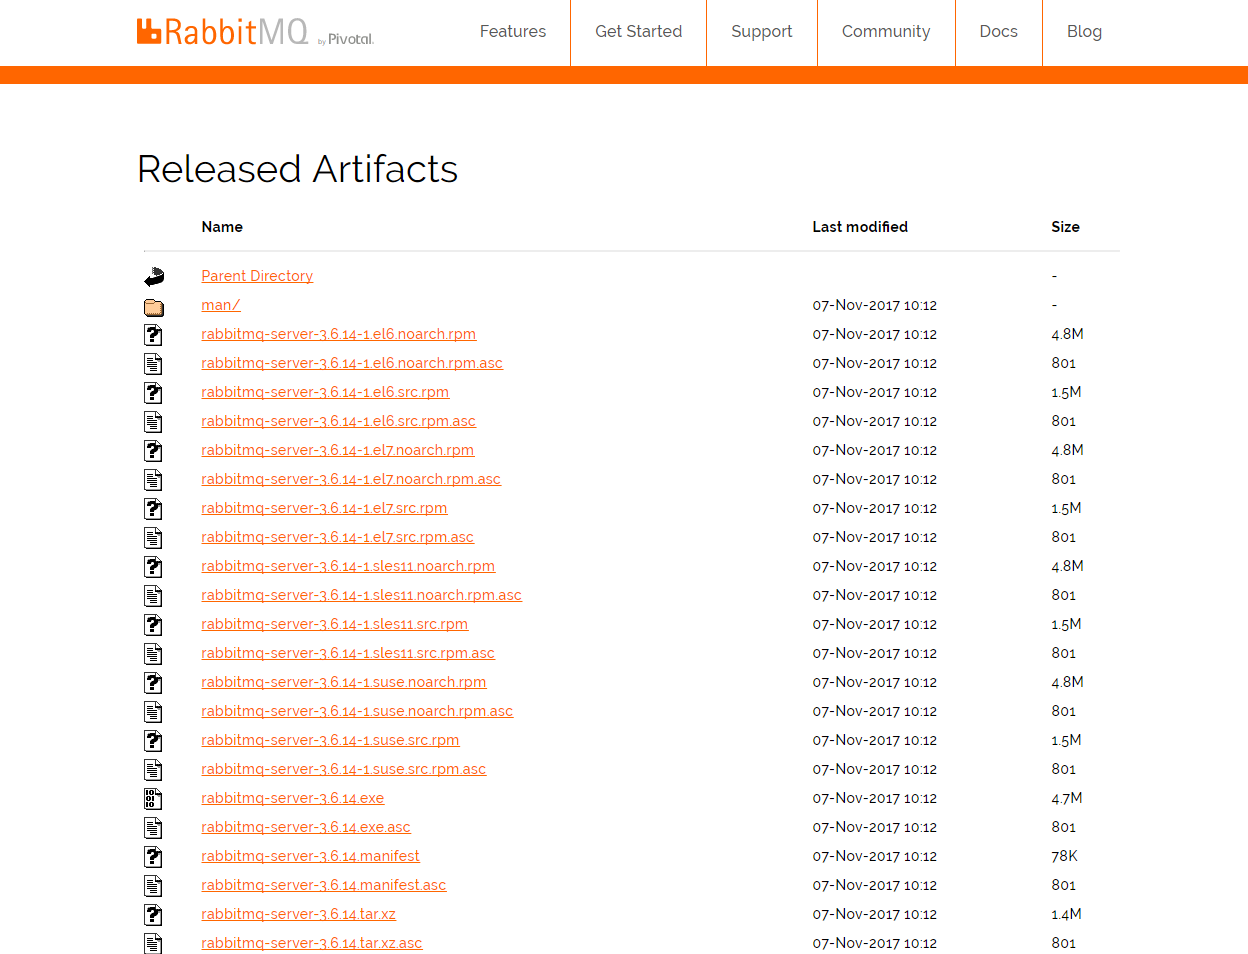 RabbitMQ by Pivotal.
Features Get Started Support Community Docs Blog
Released Artifacts
Name Last modified Size
Parent Directory -
man/ 07-Nov-2017 10:12 -
rabbitmq-server-3.6.14-1.el6.noarch.rpm 07-Nov-2017 10:12 4.8M
rabbitmq-server-3.6.14-1.el6.noarch.rpm.asc 07-Nov-2017 10:12 801
rabbitmq-server-3.6.14-1.el6.src.rpm 07-Nov-2017 10:12 1.5M
rabbitmq-server-3.6.14-1.el6.src.rpm.asc 07-Nov-2017 10:12 801
rabbitmq-server-3.6.14-1.el7.noarch.rpm 07-Nov-2017 10:12 4.8M
rabbitmq-server-3.6.14-1.el7.noarch.rpm.asc 07-Nov-2017 10:12 801
rabbitmq-server-3.6.14-1.el7.src.rpm 07-Nov-2017 10:12 1.5M
rabbitmq-server-3.6.14-1.el7.src.rpm.asc 07-Nov-2017 10:12 801
rabbitmq-server-3.6.14-1.sles11.noarch.rpm 07-Nov-2017 10:12 4.8M
rabbitmq-server-3.6.14-1.sles11.noarch.rpm.asc 07-Nov-2017 10:12 801
rabbitmq-server-3.6.14-1.sles11.src.rpm 07-Nov-2017 10:12 1.5M
rabbitmq-server-3.6.14-1.sles11.src.rpm.asc 07-Nov-2017 10:12 801
rabbitmq-server-3.6.14-1.suse.noarch.rpm 07-Nov-2017 10:12 4.8M
rabbitmq-server-3.6.14-1.suse.noarch.rpm.asc 07-Nov-2017 10:12 801
rabbitmq-server-3.6.14-1.suse.src.rpm 07-Nov-2017 10:12 1.5M
rabbitmq-server-3.6.14-1.suse.src.rpm.asc 07-Nov-2017 10:12 801
rabbitmq-server-3.6.14.exe 07-Nov-2017 10:12 4.7M
rabbitmq-server-3.6.14.exe.asc 07-Nov-2017 10:12 801
rabbitmq-server-3.6.14.manifest 07-Nov-2017 10:12 78K
rabbitmq-server-3.6.14.manifest.asc 07-Nov-2017 10:12 801
rabbitmq-server-3.6.14.tar.xz 07-Nov-2017 10:12 1.4M
rabbitmq-server-3.6.14.tar.xz.asc 07-Nov-2017 10:12 801